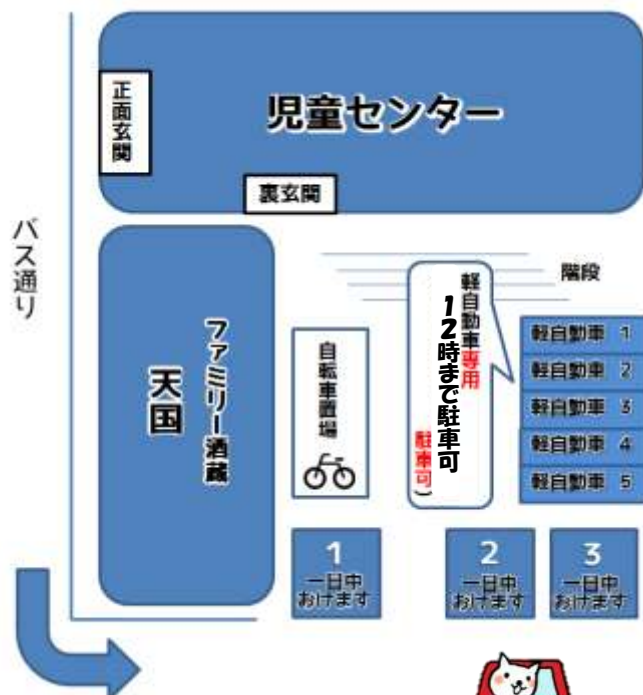 児童センター
正面玄関
裏玄関
バス通り
階段
ファミリー酒蔵
天国
自転車置場
軽自動車専用
12時まで駐車可
駐車可)
軽自動車 1
軽自動車 2
軽自動車 3
軽自動車 4
軽自動車 5
1
一日中
おけます
2
一日中
おけます
3
一日中
おけます